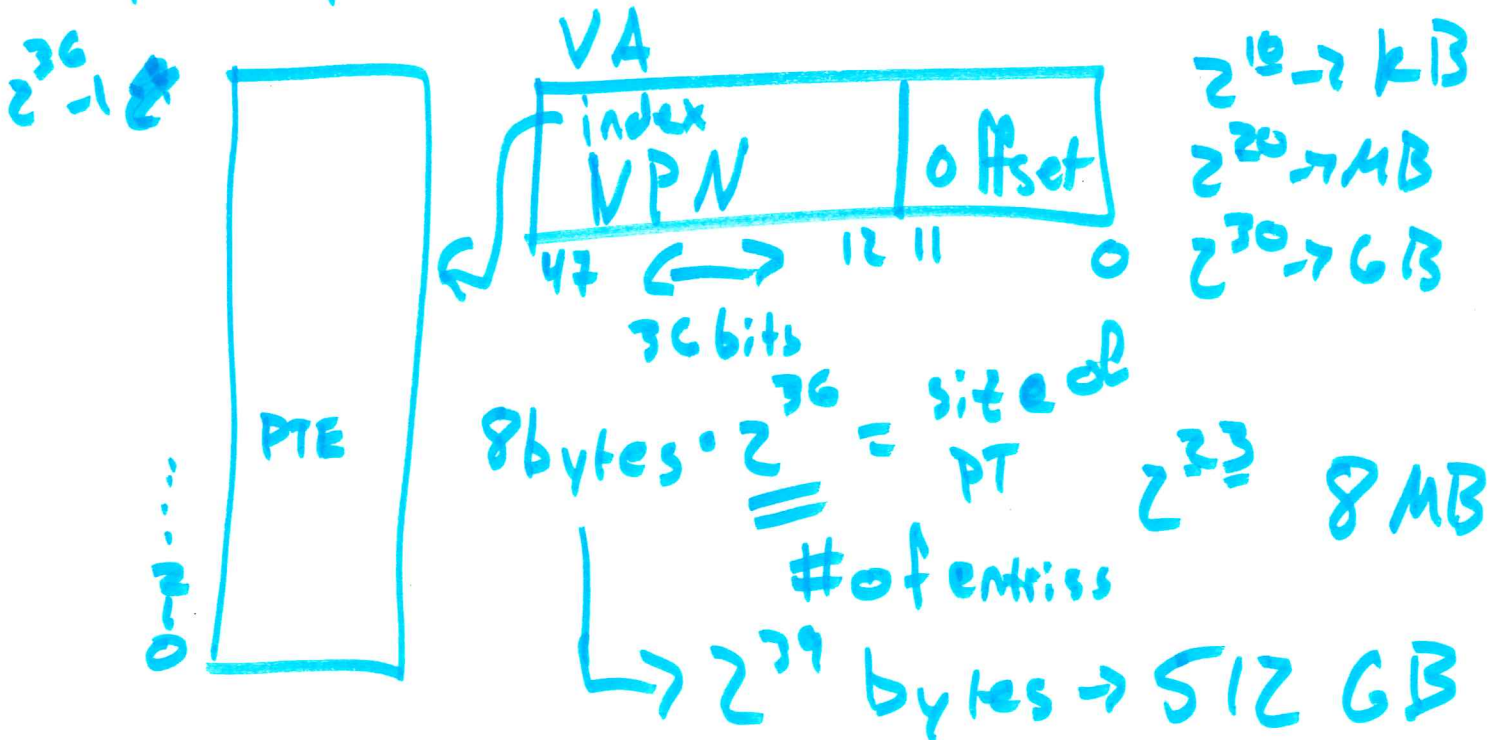 VA
2^36-1
index
VPN
offset
2^10 → kB
2^20 → MB
2^30 → GB
47
12 11
0
36 bits
PTE
8bytes · 2^36 = size of PT
# of entriss
2^23 8 MB
2
1
0
→ 2^39 bytes → 512 GB